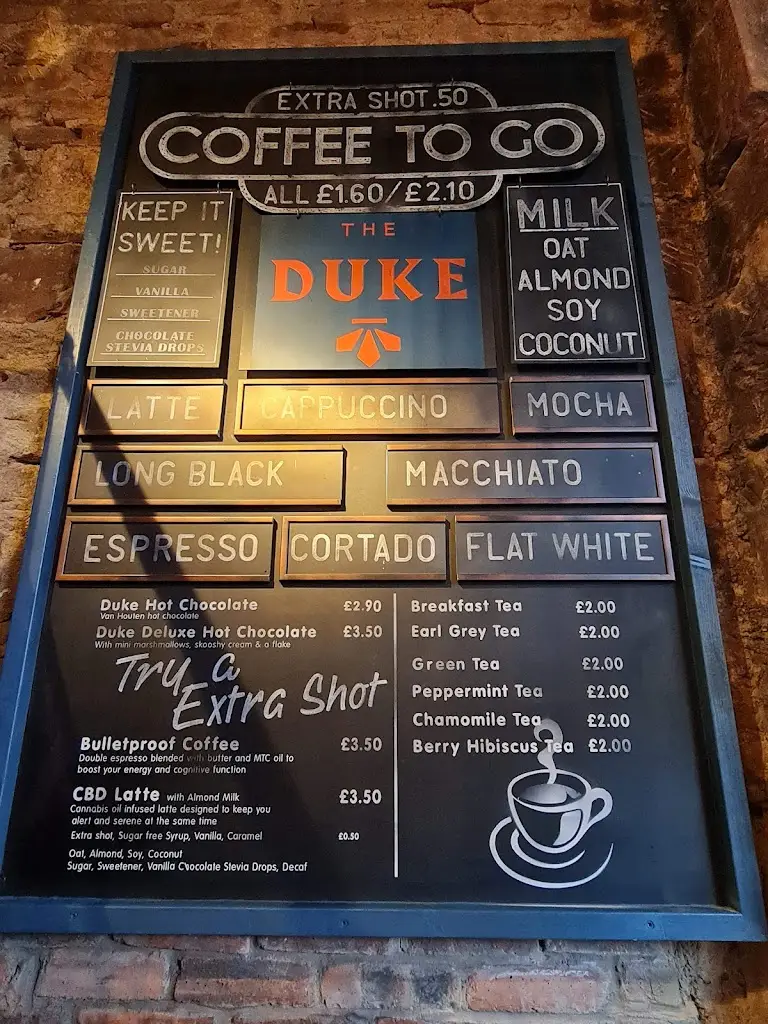 EXTRA SHOT.50
COFFEE TO GO
ALL £1.60/£2.10
KEEP IT
SWEET!
SUGAR
VANILLA
SWEETENER
CHOCOLATE
STEVIA DROPS
THE
DUKE
MILK
OAT
ALMOND
SOY
COCONUT
LATTE
CAPPUCCINO
MOCHA
LONG BLACK
MACCHIATO
ESPRESSO
CORTADO
FLAT WHITE
Duke Hot Chocolate £2.90
Van Houten hot chocolate
Duke Deluxe Hot Chocolate £3.50
With mini marshmallows, skooshy cream & a flake
Try a
Extra Shot
Bulletproof Coffee £3.50
Double espresso blended with butter and MTC oil to
boost your energy and cognitive function
CBD Latte with Almond Milk £3.50
Cannabis oil infused latte designed to keep you
alert and serene at the same time
Extra shot, Sugar free Syrup, Vanilla, Caramel £0.50
Oat, Almond, Soy, Coconut
Sugar, Sweetener, Vanilla Chocolate Stevia Drops, Decaf
Breakfast Tea £2.00
Earl Grey Tea £2.00
Green Tea £2.00
Peppermint Tea £2.00
Chamomile Tea £2.00
Berry Hibiscus Tea £2.00